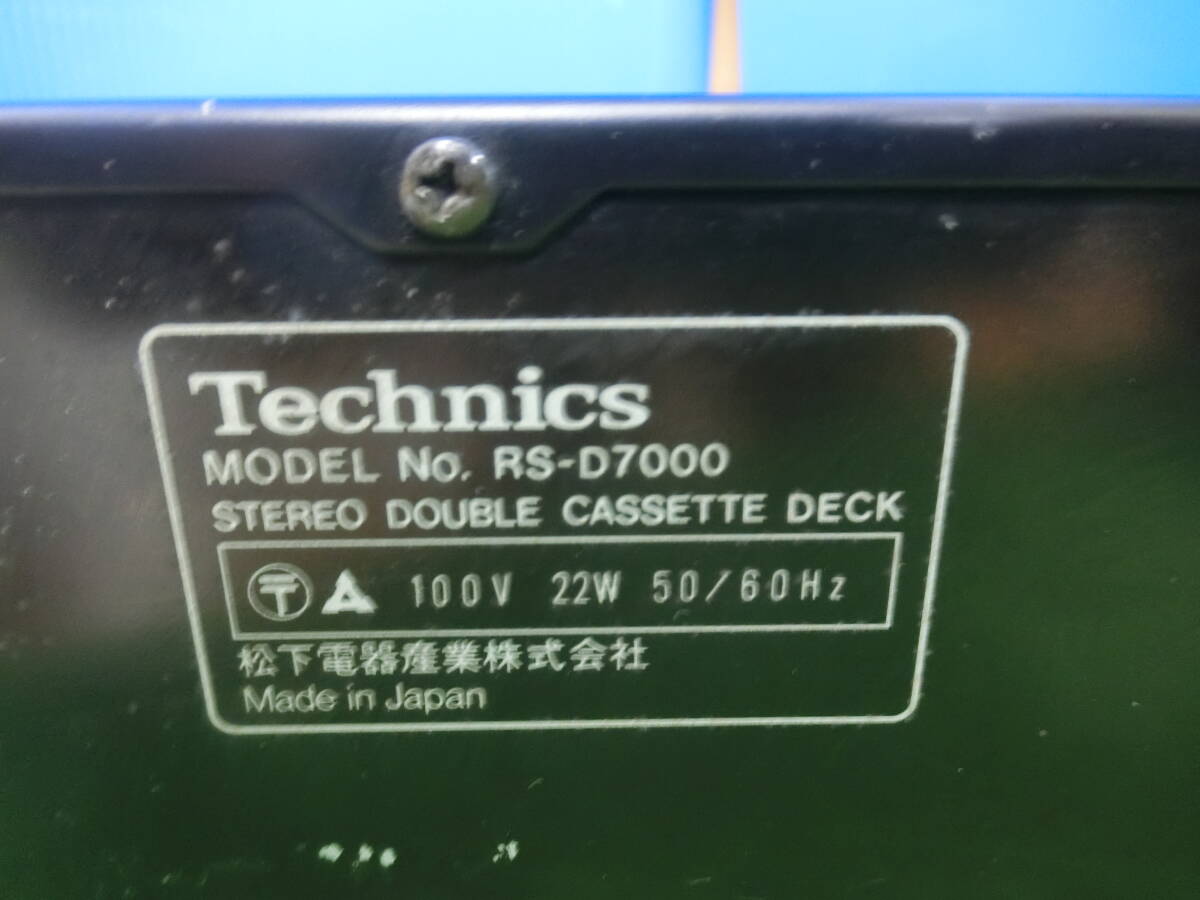 Technics
MODEL No. RS-D7000
STEREO DOUBLE CASSETTE DECK
〒 100V 22W 50/60Hz
松下電器産業株式会社
Made in Japan